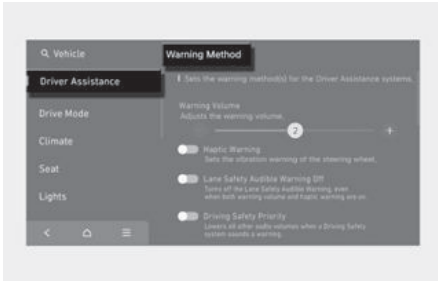 Vehicle
Warning Method
Driver Assistance
Sets the warning method(s) for the Driver Assistance systems.
Drive Mode
Warning Volume
Adjusts the warning volume.
2
+
Climate
Haptic Warning
Sets the vibration warning of the steering wheel.
Seat
Lane Safety Audible Warning Off
Turns off the Lane Safety Audible Warning, even
when both warning volume and haptic warning are on.
Lights
Driving Safety Priority
Lowers all other audio volumes when a Driving Safety
system sounds a warning.